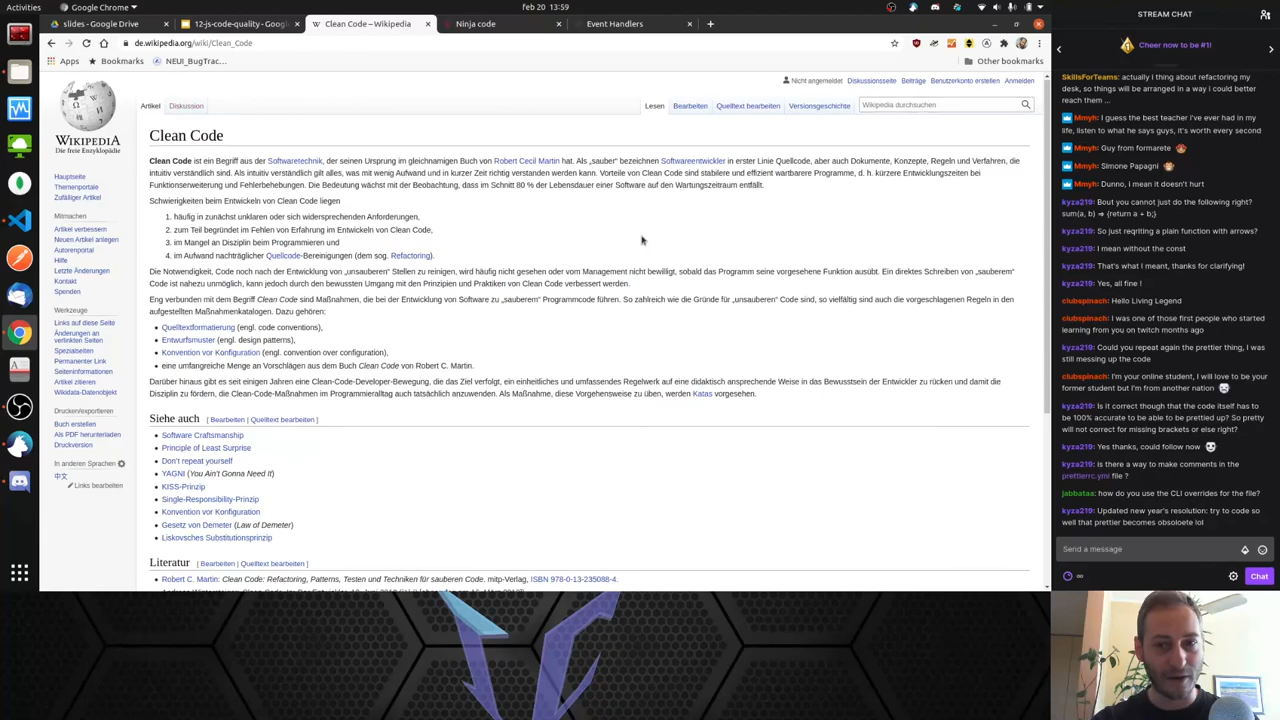 Google Chrome
feb 20 13:59
slides - Google Drive
12-js-code-quality - Goog
Clean Code – Wikipedia
Ninja code
Event Handlers
de.wikipedia.org/wiki/Clean_Code
Apps
Bookmarks
NEUI_BugTrac...
Other bookmarks
WIKIPEDIA
Die freie Enzyklopädie
Hauptseite
Themenportale
Zufälliger Artikel
Mitmachen
Artikel verbessern
Neuen Artikel anlegen
Autorenportal
Hilfe
Letzte Änderungen
Kontakt
Spenden
Werkzeuge
Links auf diese Seite
Änderungen an
verlinkten Seiten
Spezialseiten
Permanenter Link
Seiteninformationen
Artikel zitieren
Wikidata-Datenobjekt
Drucken/exportieren
Buch erstellen
Als PDF herunterladen
Druckversion
In anderen Sprachen
中文
Links bearbeiten
Nicht angemeldet Diskussionsseite Beiträge Benutzerkonto erstellen Anmelden
Artikel Diskussion
Lesen Bearbeiten Quelltext bearbeiten Versionsgeschichte
Wikipedia durchsuchen
Clean Code
Clean Code ist ein Begriff aus der Softwaretechnik, der seinen Ursprung im gleichnamigen Buch von Robert Cecil Martin hat. Als „sauber“ bezeichnen Softwareentwickler in erster Linie Quellcode, aber auch Dokumente, Konzepte, Regeln und Verfahren, die
intuitiv verständlich sind. Als intuitiv verständlich gilt alles, was mit wenig Aufwand und in kurzer Zeit richtig verstanden werden kann. Vorteile von Clean Code sind stabilere und effizient wartbarere Programme, d. h. kürzere Entwicklungszeiten bei
Funktionserweiterung und Fehlerbehebungen. Die Bedeutung wächst mit der Beobachtung, dass im Schnitt 80 % der Lebensdauer einer Software auf den Wartungszeitraum entfällt.
Schwierigkeiten beim Entwickeln von Clean Code liegen
1. häufig in zunächst unklaren oder sich widersprechenden Anforderungen,
2. zum Teil begründet im Fehlen von Erfahrung im Entwickeln von Clean Code,
3. im Mangel an Disziplin beim Programmieren und
4. im Aufwand nachträglicher Quellcode-Bereinigungen (dem sog. Refactoring).
Die Notwendigkeit, Code noch nach der Entwicklung von „unsauberen“ Stellen zu reinigen, wird häufig nicht gesehen oder vom Management nicht bewilligt, sobald das Programm seine vorgesehene Funktion ausübt. Ein direktes Schreiben von „sauberem“
Code ist nahezu unmöglich, kann jedoch durch den bewussten Umgang mit den Prinzipien und Praktiken von Clean Code verbessert werden.
Eng verbunden mit dem Begriff Clean Code sind Maßnahmen, die bei der Entwicklung von Software zu „sauberem“ Programmcode führen. So zahlreich wie die Gründe für „unsauberen“ Code sind, so vielfältig sind auch die vorgeschlagenen Regeln in den
aufgestellten Maßnahmenkatalogen. Dazu gehören:
Quelltextformatierung (engl. code conventions),
Entwurfsmuster (engl. design patterns),
Konvention vor Konfiguration (engl. convention over configuration),
eine umfangreiche Menge an Vorschlägen aus dem Buch Clean Code von Robert C. Martin.
Darüber hinaus gibt es seit einigen Jahren eine Clean-Code-Developer-Bewegung, die das Ziel verfolgt, ein einheitliches und umfassendes Regelwerk auf eine didaktisch ansprechende Weise in das Bewusstsein der Entwickler zu rücken und damit die
Disziplin zu fördern, die Clean-Code-Maßnahmen im Programmieralltag auch tatsächlich anzuwenden. Als Maßnahme, diese Vorgehensweise zu üben, werden Katas vorgesehen.
Siehe auch [ Bearbeiten | Quelltext bearbeiten ]
Software Craftsmanship
Principle of Least Surprise
Don't repeat yourself
YAGNI (You Ain't Gonna Need It)
KISS-Prinzip
Single-Responsibility-Prinzip
Konvention vor Konfiguration
Gesetz von Demeter (Law of Demeter)
Liskovsches Substitutionsprinzip
Literatur [ Bearbeiten | Quelltext bearbeiten ]
Robert C. Martin: Clean Code: Refactoring, Patterns, Testen und Techniken für sauberen Code. mitp-Verlag, ISBN 978-0-13-235088-4.
STREAM CHAT
Cheer now to be #1!
SkillsForTeams: actually i thing about refactoring my
desk, so things will be arranged in a way i could better
reach them ...
Mmyh: I guess the best teacher i've ever had in my
life, listen to what he says guys, it's worth every second
Mmyh: Guy from formarete
Mmyh: Simone Papagni
Mmyh: Dunno, i mean it doesn't hurt
kyza219: Bout you cannot just do the following right?
sum(a, b) => {return a + b;}
kyza219: So just reqriting a plain function with arrows?
kyza219: I mean without the const
kyza219: That's what I meant, thanks for clarifying!
kyza219: Yes, all fine !
clubspinach: Hello Living Legend
clubspinach: I was one of those first people who started
learning from you on twitch months ago
kyza219: Could you repeat again the prettier thing, I was
still messing up the code
clubspinach: I'm your online student, I will love to be your
former student but I'm from another nation
kyza219: Is it correct though that the code itself has to
be 100% accurate to be able to be prettied up? So pretty
will not correct for missing brackets or else right?
kyza219: Yes thanks, could follow now
kyza219: is there a way to make comments in the
prettierrc.yml file ?
jabbataa: how do you use the CLI overrides for the file?
kyza219: Updated new year's resolution: try to code so
well that prettier becomes obsoloete lol
Send a message
Chat